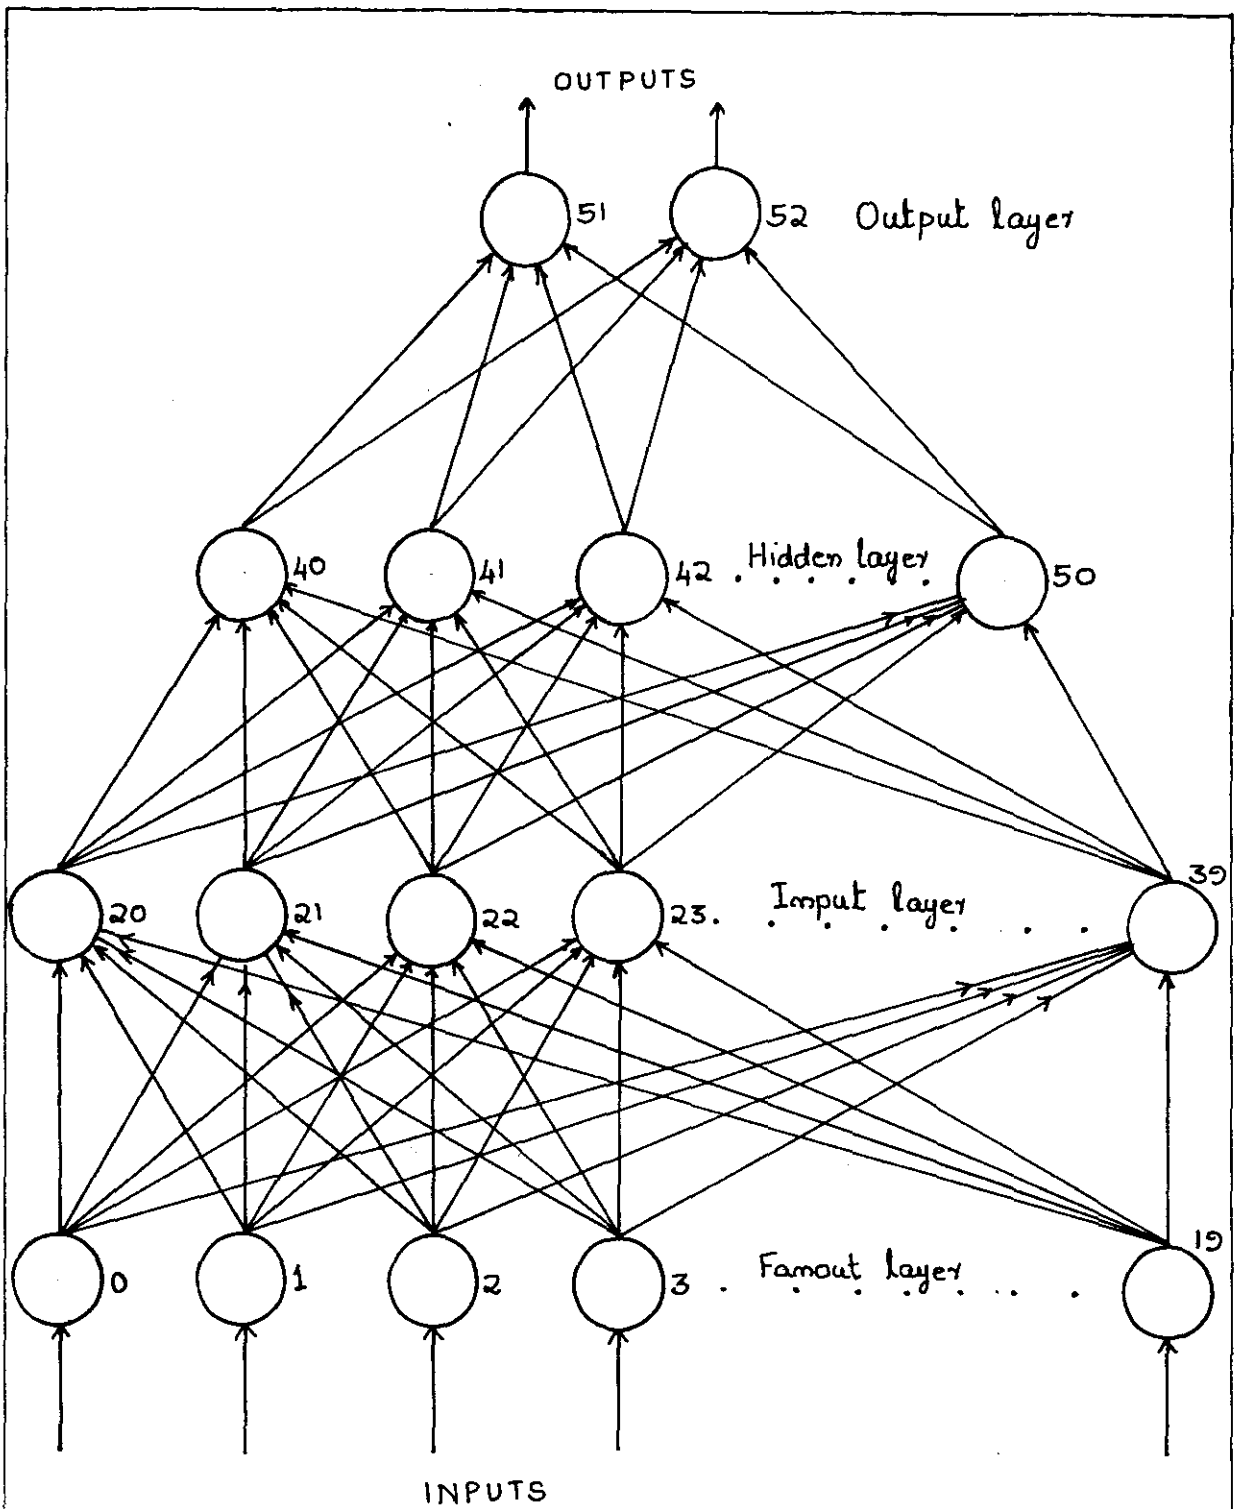 OUTPUTS
51
52 Output layer
40
41
42 . Hidden layer
50
20
21
22
23. Input layer
39
0
1
2
3 . Fanout layer
19
INPUTS